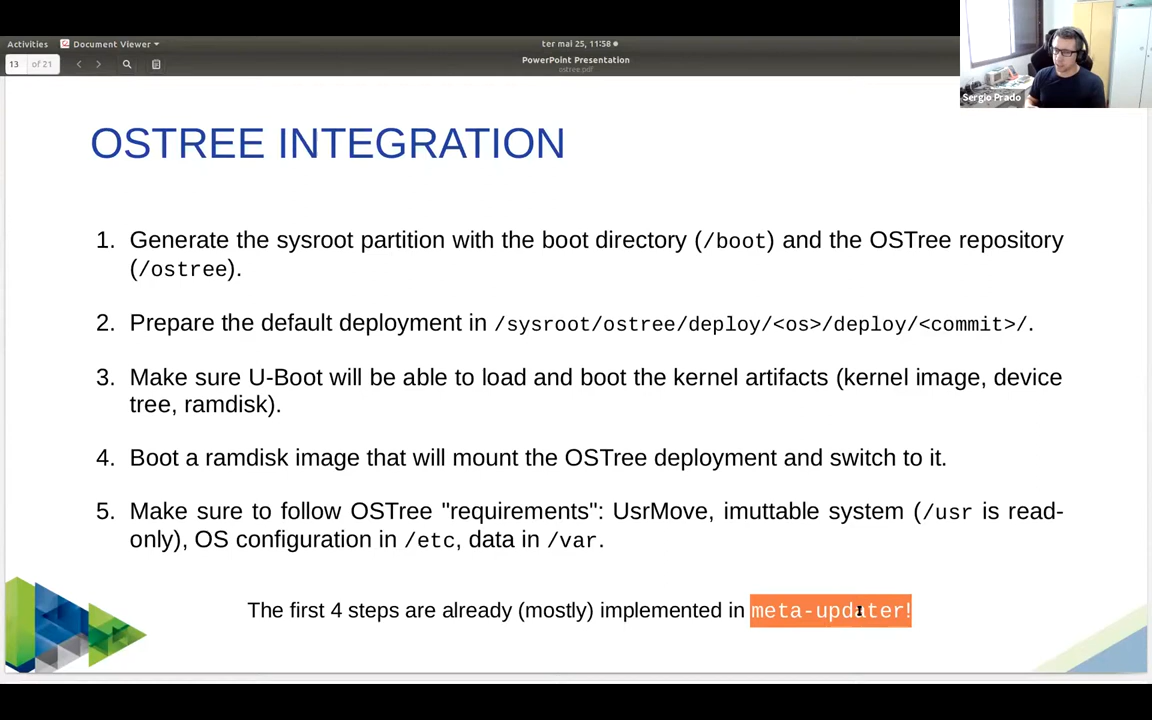 Activities
Document Viewer
ter mai 25, 11:58
13 of 21
PowerPoint Presentation
ostree.pdf
Sergio Prado
OSTREE INTEGRATION
1. Generate the sysroot partition with the boot directory (/boot) and the OSTree repository
(/ostree).
2. Prepare the default deployment in /sysroot/ostree/deploy/<os>/deploy/<commit>/.
3. Make sure U-Boot will be able to load and boot the kernel artifacts (kernel image, device
tree, ramdisk).
4. Boot a ramdisk image that will mount the OSTree deployment and switch to it.
5. Make sure to follow OSTree "requirements": UsrMove, imuttable system (/usr is read-
only), OS configuration in /etc, data in /var.
The first 4 steps are already (mostly) implemented in meta-updater!